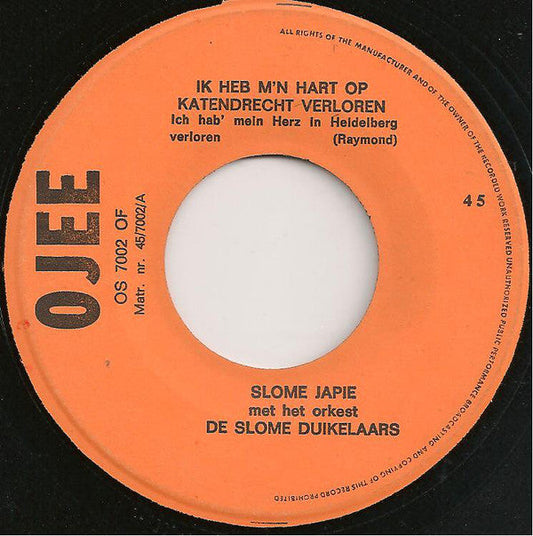 IK HEB M'N HART OP
KATENDRECHT VERLOREN
Ich hab' mein Herz in Heidelberg
verloren (Raymond)
OJEE
OS 7002 OF
Matr. nr. 45/7002/A
45
SLOME JAPIE
met het orkest
DE SLOME DUIKELAARS
ALL RIGHTS OF THE MANUFACTURER AND OF THE OWNER OF THE RECORDED WORK RESERVED UNAUTHORIZED PUBLIC PERFORMANCE BROADCASTING AND COPYING OF THIS RECORD PROHIBITED